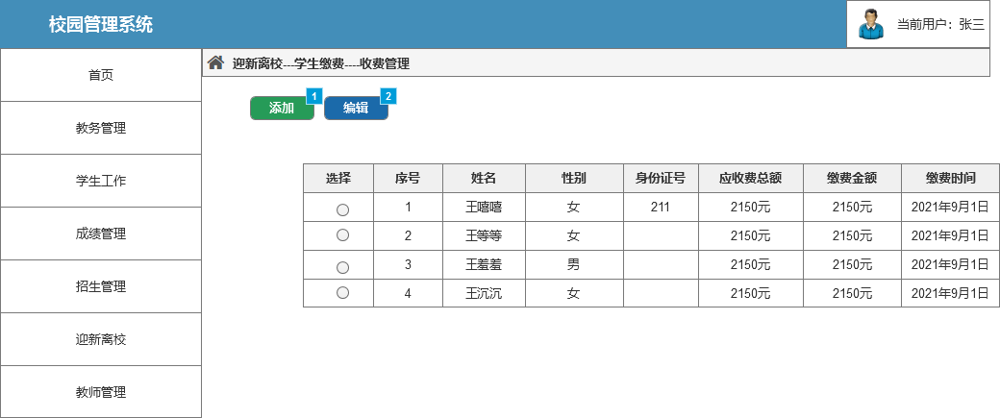 校园管理系统
当前用户：张三
首页
教务管理
学生工作
成绩管理
招生管理
迎新离校
教师管理
迎新离校---学生缴费----收费管理
添加 1 编辑 2
选择 序号 姓名 性别 身份证号 应收费总额 缴费金额 缴费时间
1 王嘻嘻 女 211 2150元 2150元 2021年9月1日
2 王等等 女 2150元 2150元 2021年9月1日
3 王羞羞 男 2150元 2150元 2021年9月1日
4 王沉沉 女 2150元 2150元 2021年9月1日